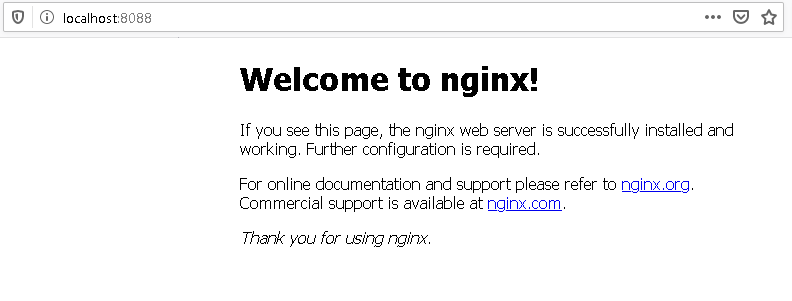 localhost:8088
Welcome to nginx!
If you see this page, the nginx web server is successfully installed and
working. Further configuration is required.
For online documentation and support please refer to nginx.org.
Commercial support is available at nginx.com.
Thank you for using nginx.